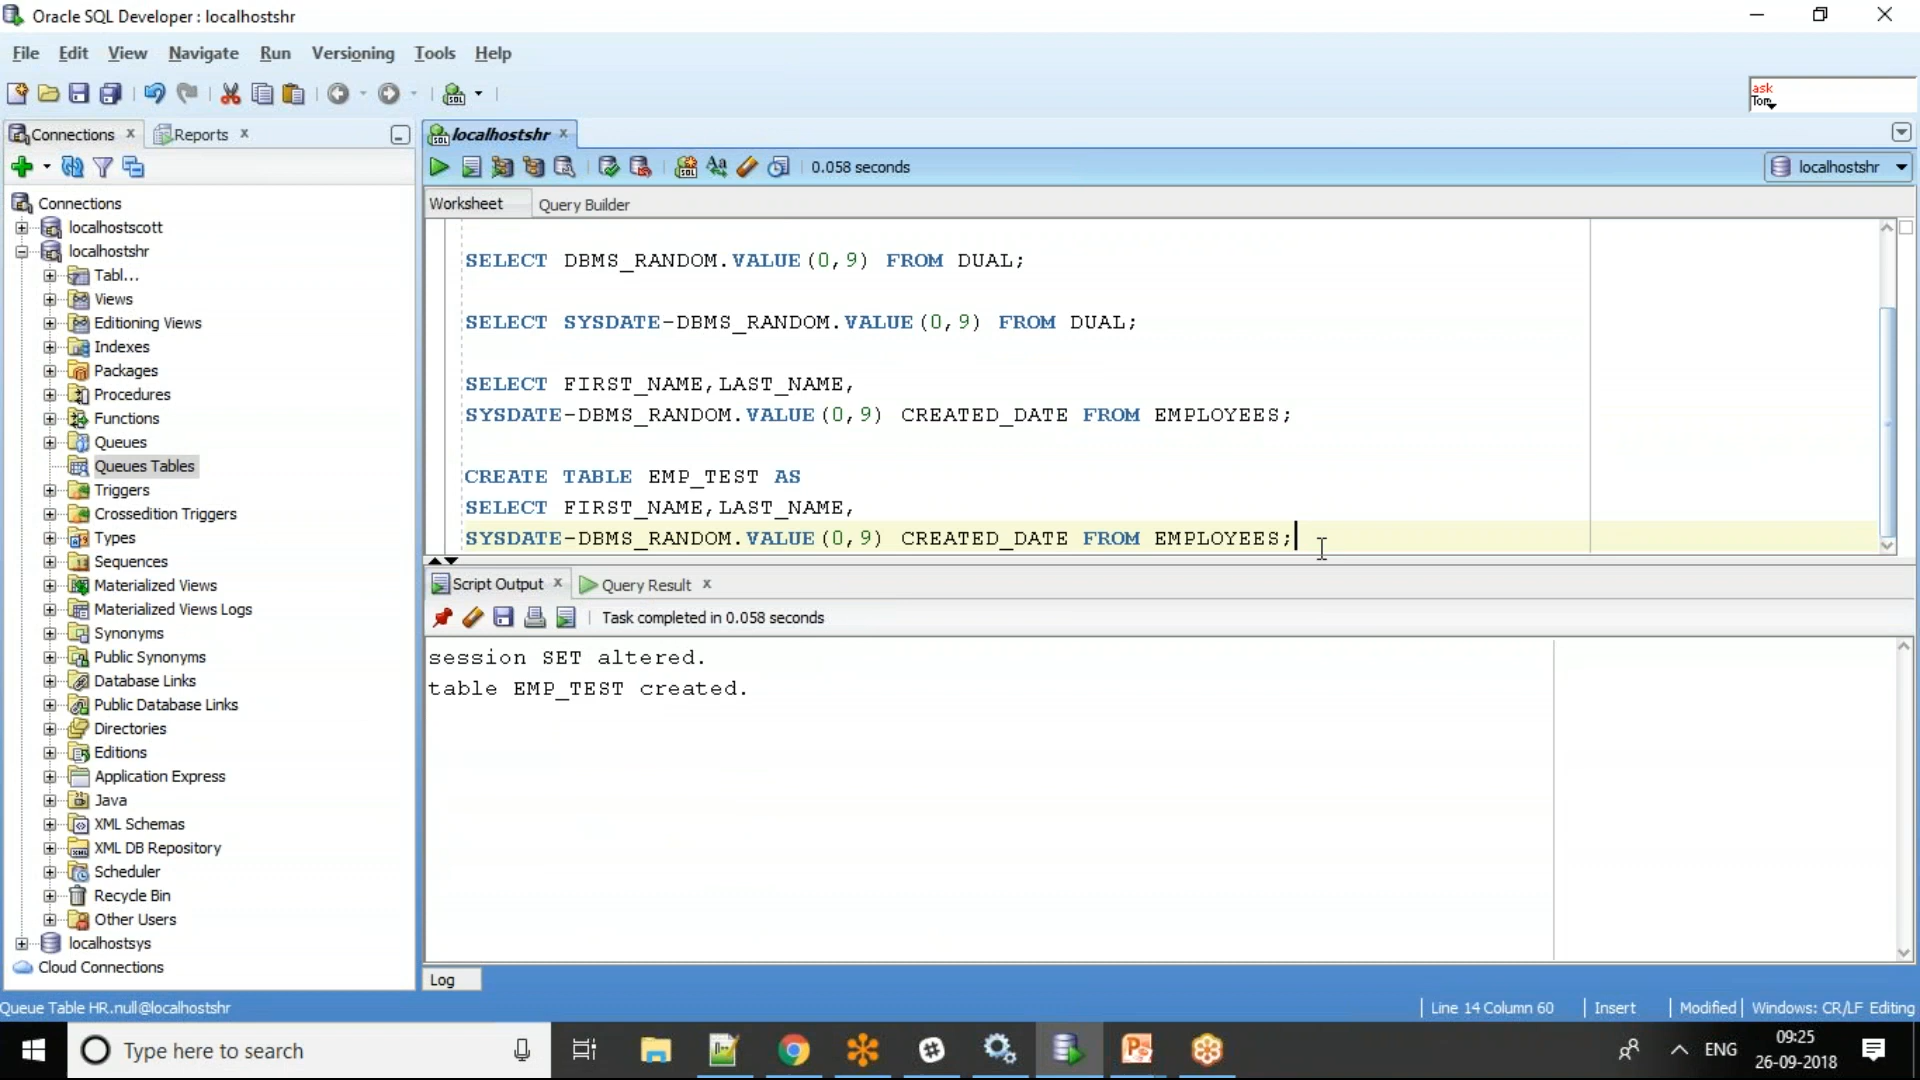 Oracle SQL Developer : localhostshr
File Edit View Navigate Run Versioning Tools Help
ask
Tom
Connections
Reports
localhostshr
0.058 seconds
localhostshr
Worksheet
Query Builder
Connections
localhostscott
localhostshr
Tabl...
Views
Editioning Views
Indexes
Packages
Procedures
Functions
Queues
Queues Tables
Triggers
Crossedition Triggers
Types
Sequences
Materialized Views
Materialized Views Logs
Synonyms
Public Synonyms
Database Links
Public Database Links
Directories
Editions
Application Express
Java
XML Schemas
XML DB Repository
Scheduler
Recycle Bin
Other Users
localhostsys
Cloud Connections
SELECT DBMS_RANDOM.VALUE(0,9) FROM DUAL;
SELECT SYSDATE-DBMS_RANDOM.VALUE(0,9) FROM DUAL;
SELECT FIRST_NAME,LAST_NAME,
SYSDATE-DBMS_RANDOM.VALUE(0,9) CREATED_DATE FROM EMPLOYEES;
CREATE TABLE EMP_TEST AS
SELECT FIRST_NAME,LAST_NAME,
SYSDATE-DBMS_RANDOM.VALUE(0,9) CREATED_DATE FROM EMPLOYEES;
Script Output
Query Result
Task completed in 0.058 seconds
session SET altered.
table EMP_TEST created.
Log
Queue Table HR.null@localhostshr
Line 14 Column 60
Insert
Modified
Windows: CR/LF Editing
Type here to search
ENG
09:25
26-09-2018